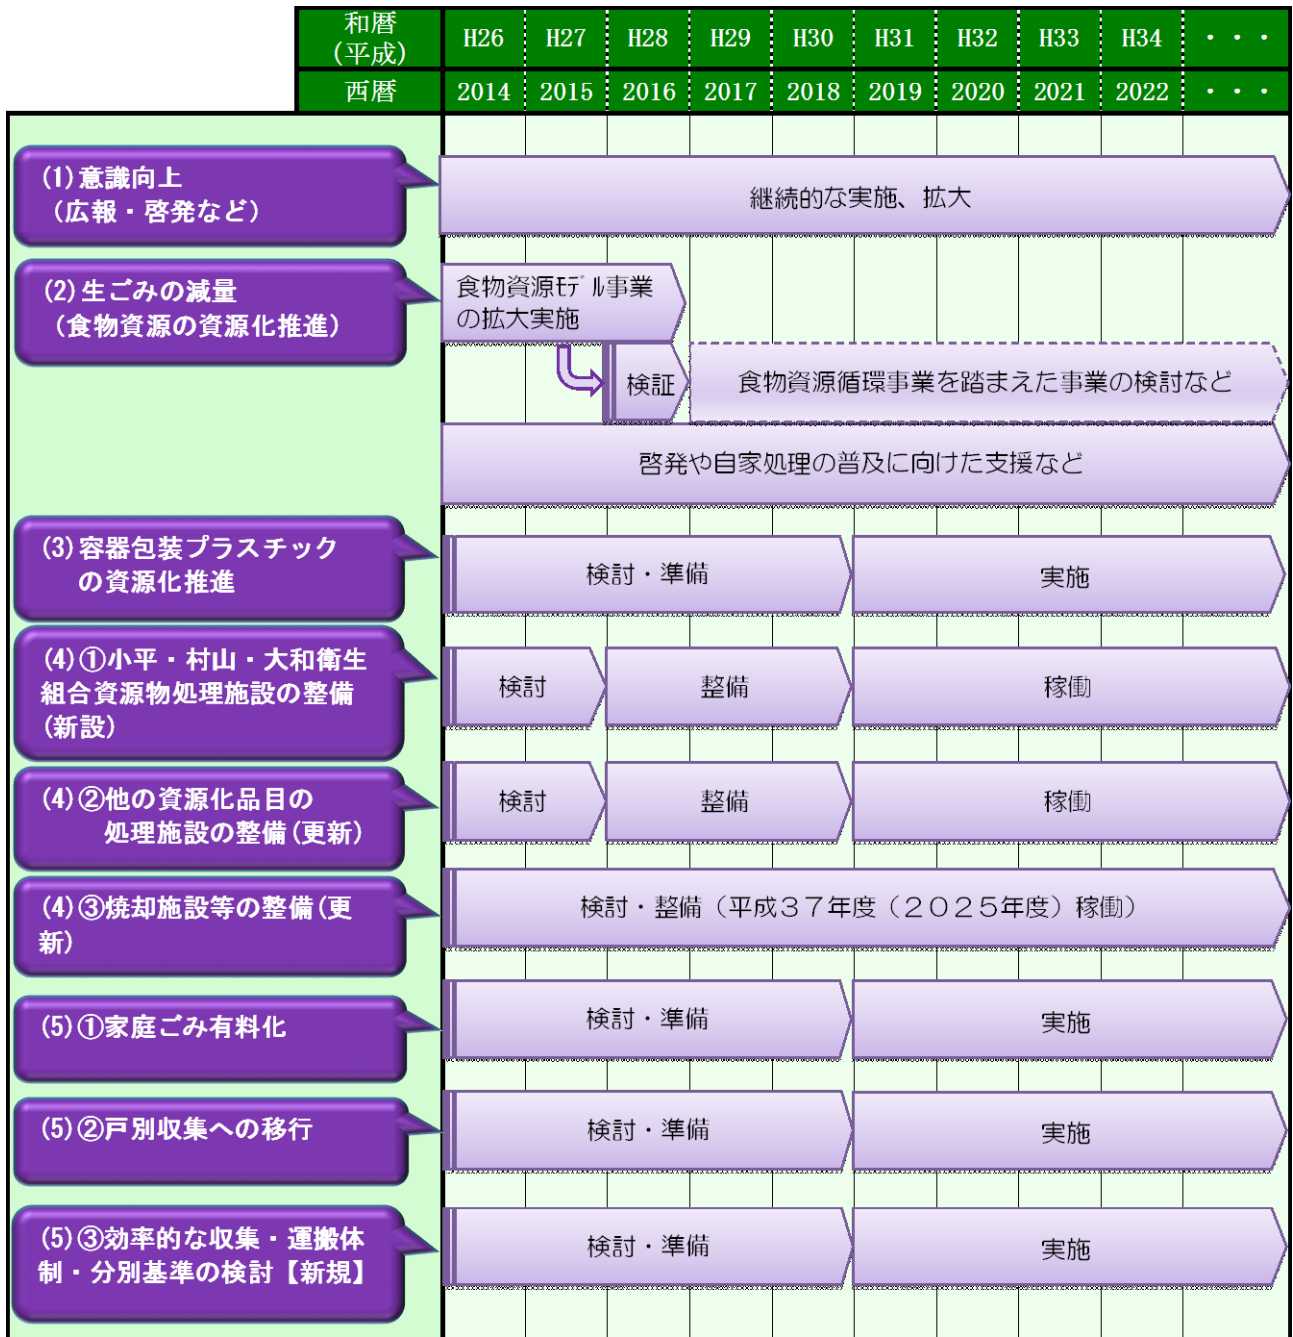 和暦
(平成)
H26 H27 H28 H29 H30 H31 H32 H33 H34 ・・・
西暦
2014 2015 2016 2017 2018 2019 2020 2021 2022 ・・・
(1)意識向上
(広報・啓発など)
継続的な実施、拡大
(2)生ごみの減量
(食物資源の資源化推進)
食物資源ﾓﾃﾞﾙ事業
の拡大実施
検証
食物資源循環事業を踏まえた事業の検討など
啓発や自家処理の普及に向けた支援など
(3)容器包装プラスチック
の資源化推進
検討・準備
実施
(4)①小平・村山・大和衛生
組合資源物処理施設の整備
(新設)
検討
整備
稼働
(4)②他の資源化品目の
処理施設の整備(更新)
検討
整備
稼働
(4)③焼却施設等の整備(更
新)
検討・整備（平成３７年度（２０２５年度）稼働）
(5)①家庭ごみ有料化
検討・準備
実施
(5)②戸別収集への移行
検討・準備
実施
(5)③効率的な収集・運搬体
制・分別基準の検討【新規】
検討・準備
実施